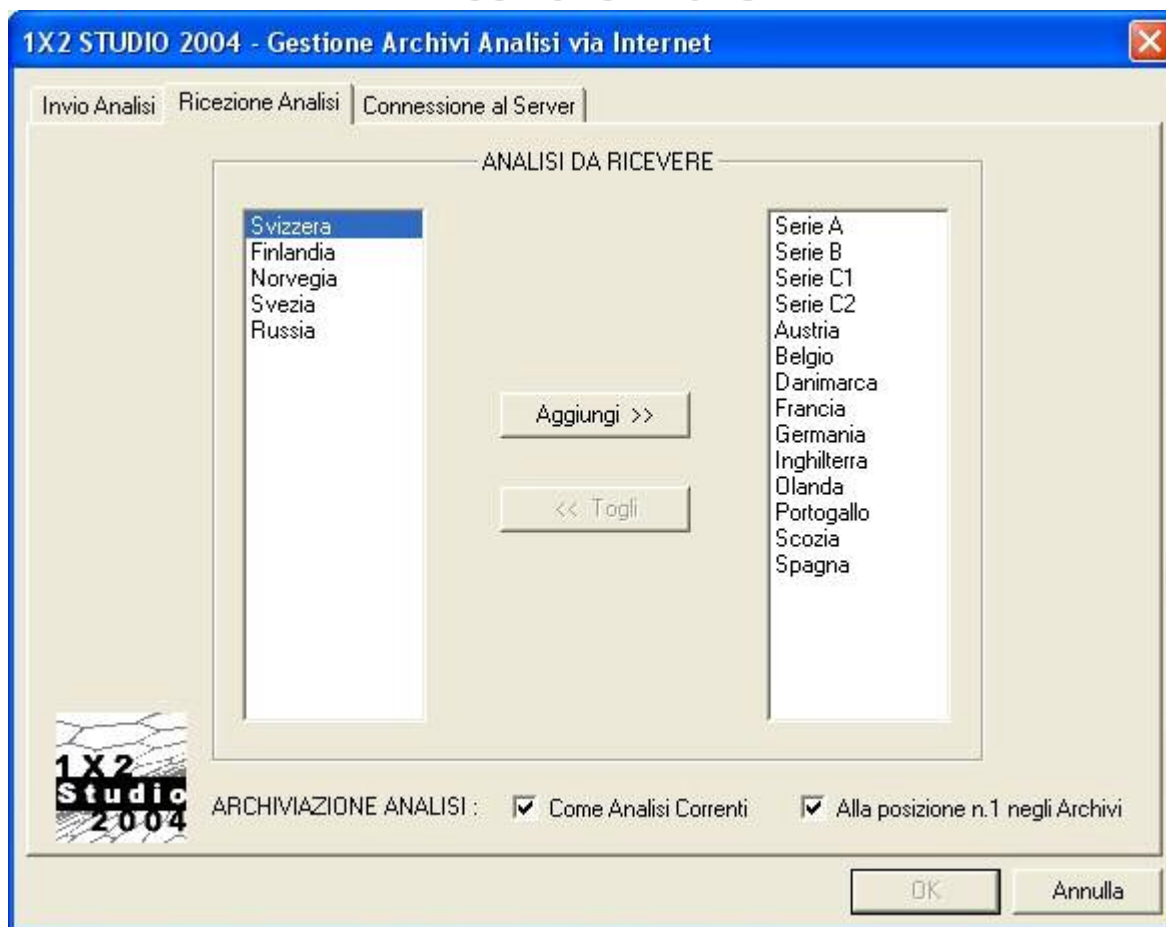 1X2 STUDIO 2004 - Gestione Archivi Analisi via Internet
Invio Analisi
Ricezione Analisi
Connessione al Server
ANALISI DA RICEVERE
Svizzera
Finlandia
Norvegia
Svezia
Russia
Aggiungi >>
<< Togli
Serie A
Serie B
Serie C1
Serie C2
Austria
Belgio
Danimarca
Francia
Germania
Inghilterra
Olanda
Portogallo
Scozia
Spagna
1X2
Studio
2004
ARCHIVIAZIONE ANALISI :
Come Analisi Correnti
Alla posizione n.1 negli Archivi
OK
Annulla